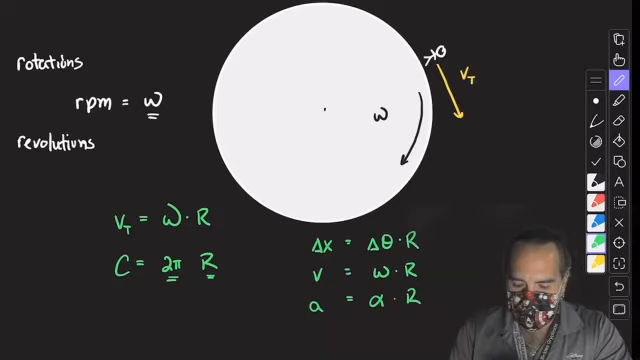 rotations
rpm = ω
revolutions
ω
v_T
v_T = ω · R
C = 2π R
Δx = Δθ · R
v = ω · R
a = α · R